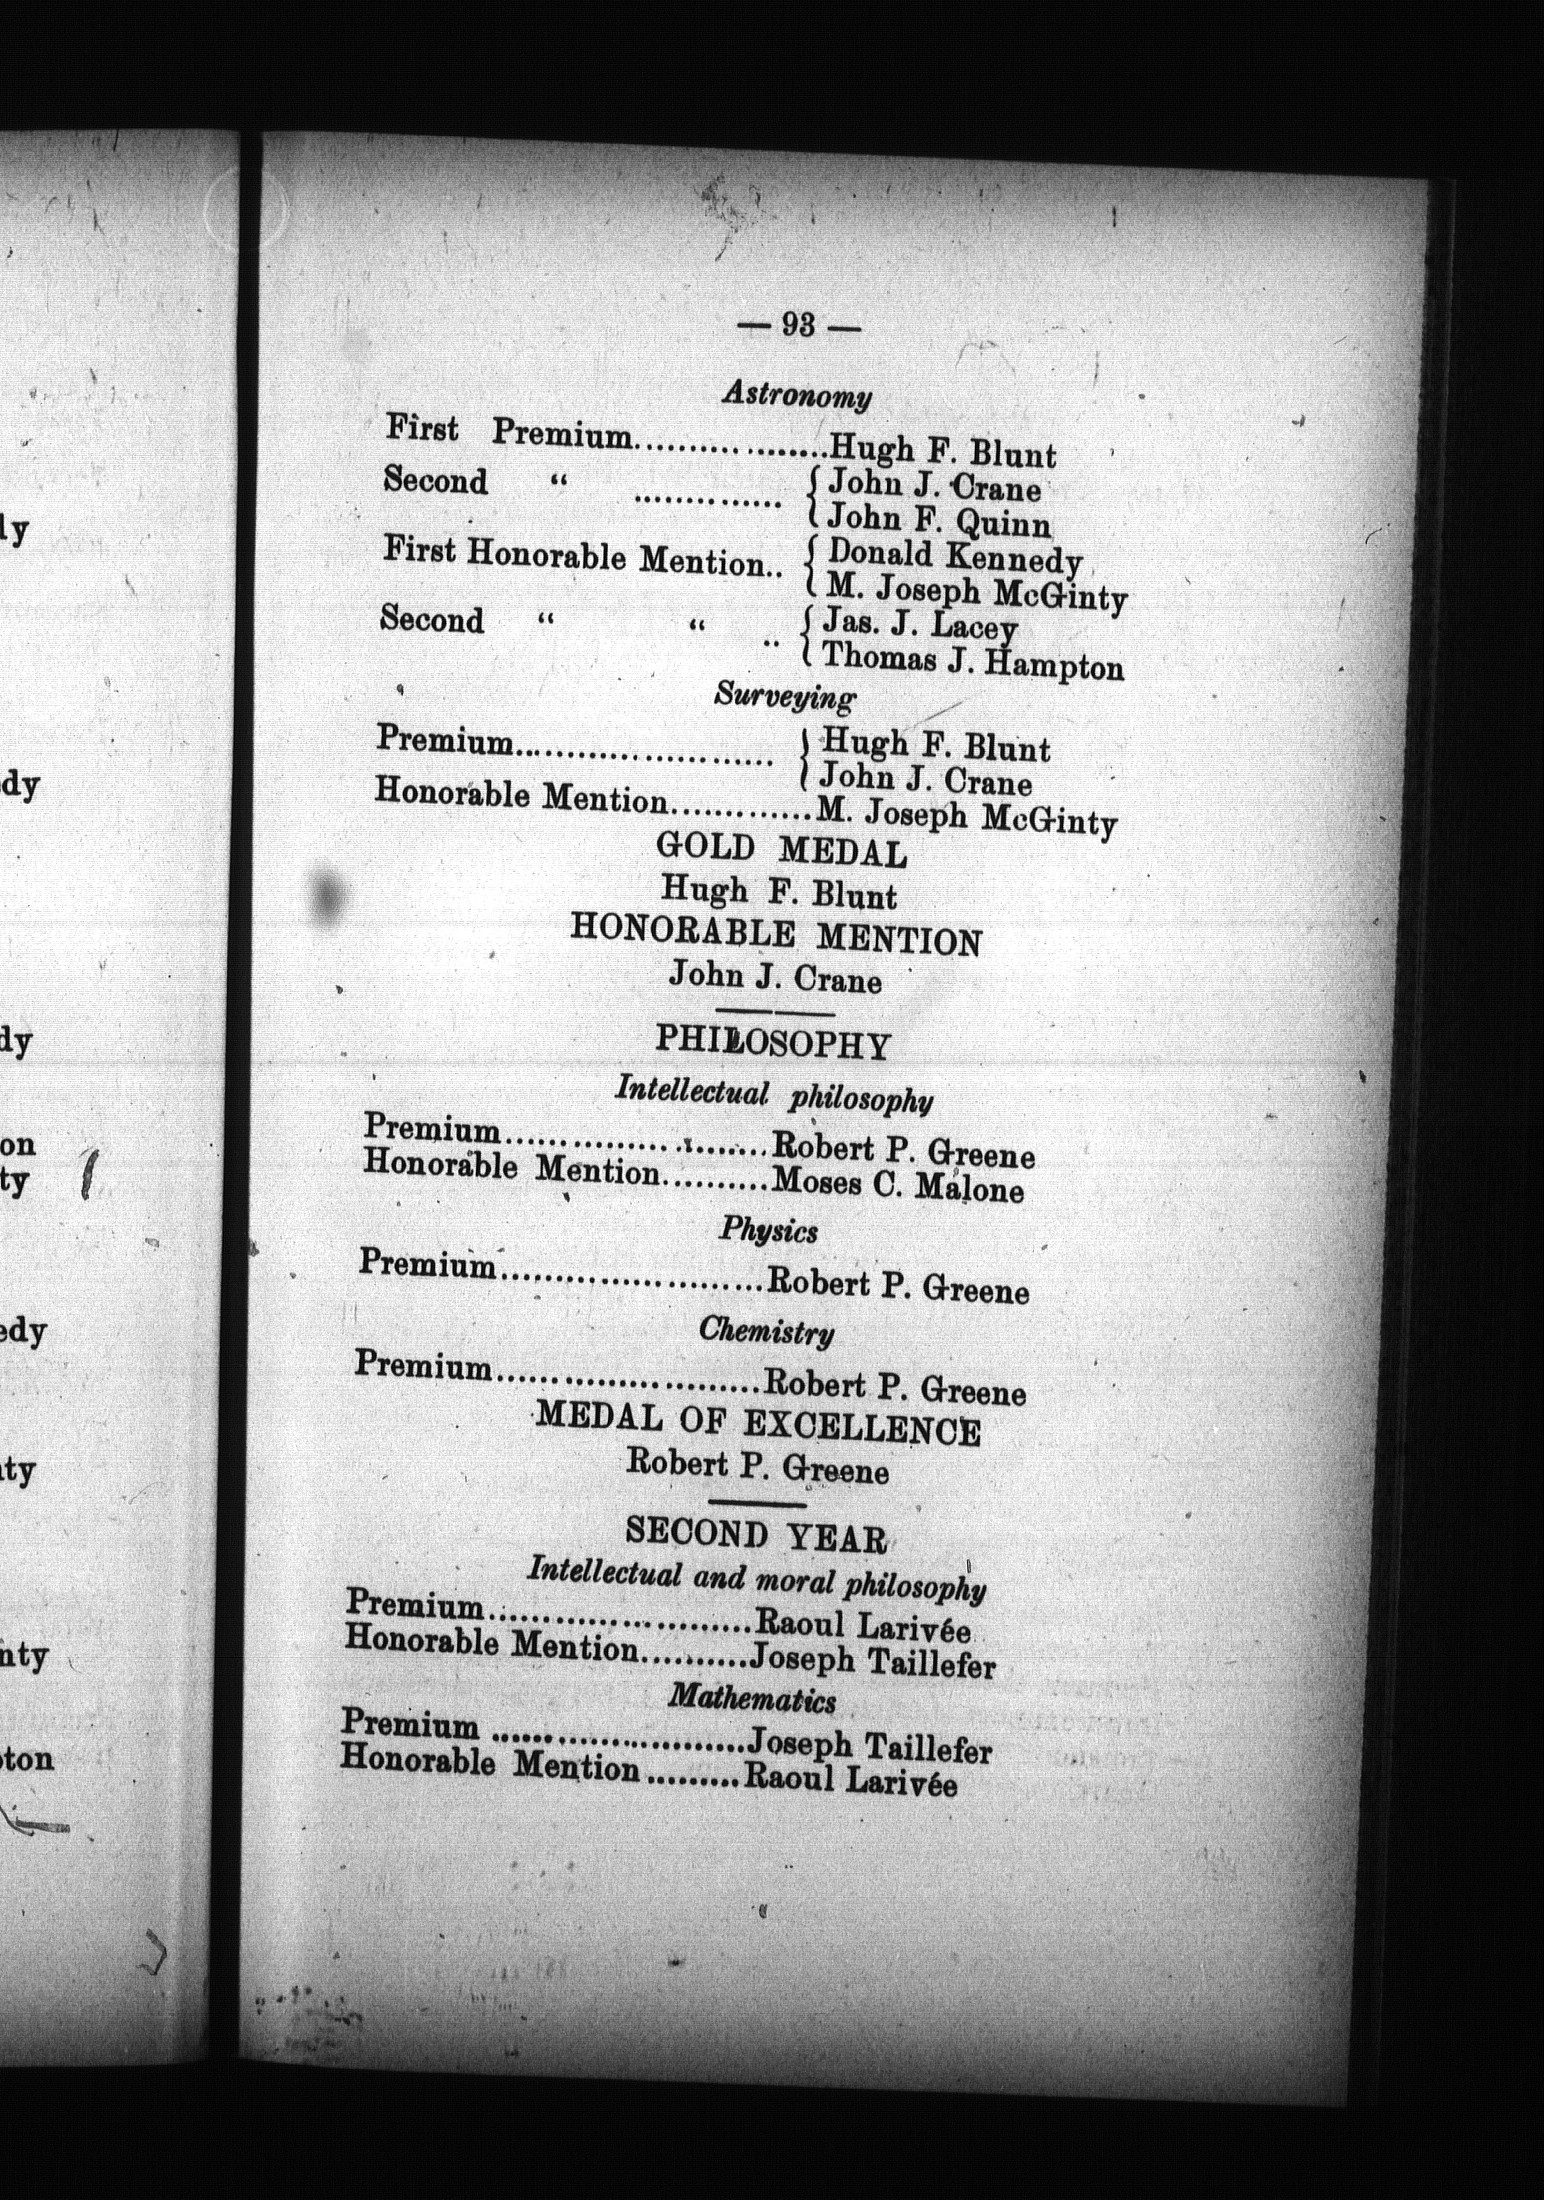 — 93 —
Astronomy
First Premium...................Hugh F. Blunt
Second “ .............. { John J. Crane
{ John F. Quinn
First Honorable Mention.. { Donald Kennedy
{ M. Joseph McGinty
Second “ “ .. { Jas. J. Lacey
{ Thomas J. Hampton
Surveying
Premium......................... { Hugh F. Blunt
{ John J. Crane
Honorable Mention.............M. Joseph McGinty
GOLD MEDAL
Hugh F. Blunt
HONORABLE MENTION
John J. Crane
PHILOSOPHY
Intellectual philosophy
Premium.........................Robert P. Greene
Honorable Mention..........Moses C. Malone
Physics
Premium.........................Robert P. Greene
Chemistry
Premium.........................Robert P. Greene
MEDAL OF EXCELLENCE
Robert P. Greene
SECOND YEAR
Intellectual and moral philosophy
Premium.........................Raoul Larivée
Honorable Mention..........Joseph Taillefer
Mathematics
Premium ........................Joseph Taillefer
Honorable Mention.........Raoul Larivée